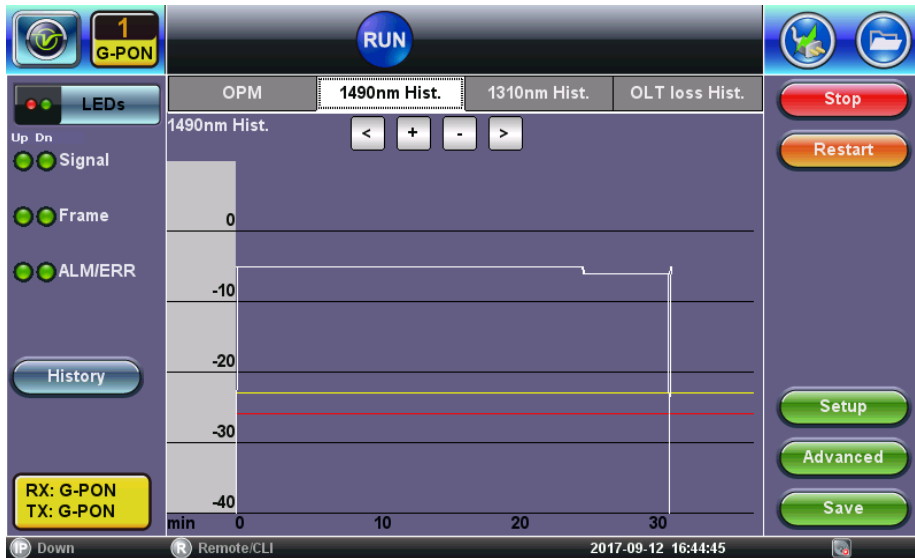 1
G-PON
RUN
LEDs
Up Dn
Signal
Frame
ALM/ERR
History
RX: G-PON
TX: G-PON
OPM
1490nm Hist.
1310nm Hist.
OLT loss Hist.
1490nm Hist.
< + - >
0
-10
-20
-30
-40
min 0 10 20 30
Stop
Restart
Setup
Advanced
Save
IP Down
R Remote/CLI
2017-09-12 16:44:45